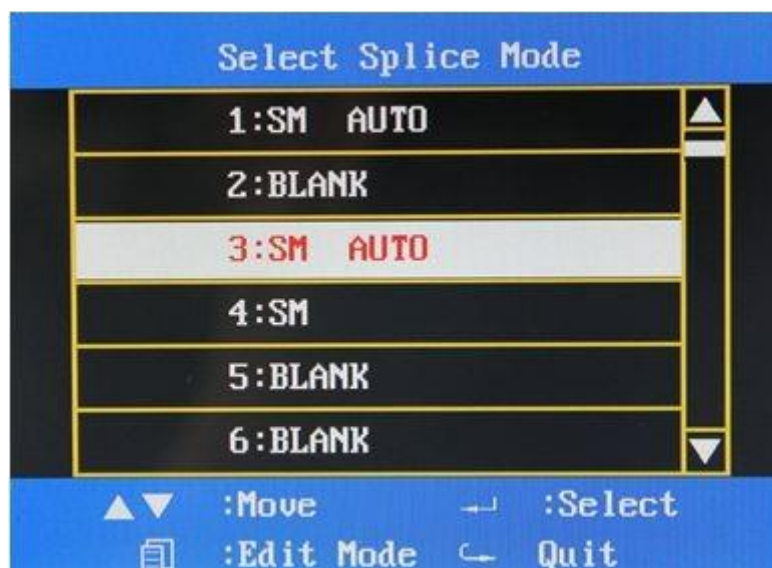 Select Splice Mode
1:SM AUTO
2:BLANK
3:SM AUTO
4:SM
5:BLANK
6:BLANK
:Move :Select
:Edit Mode Quit